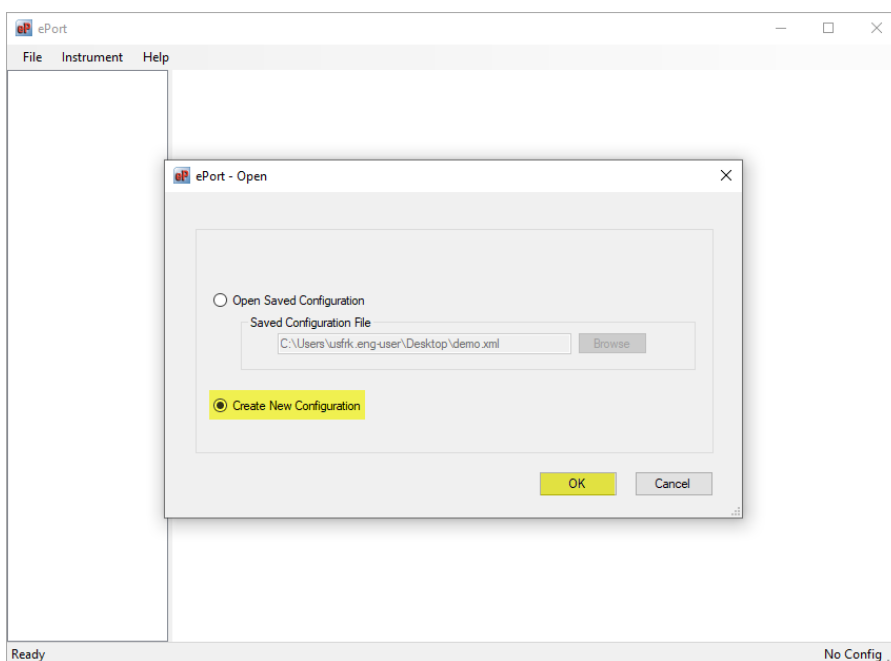 eP ePort
File Instrument Help
eP ePort - Open
Open Saved Configuration
Saved Configuration File
C:\Users\usfrk.eng-user\Desktop\demo.xml Browse
Create New Configuration
OK Cancel
Ready No Config